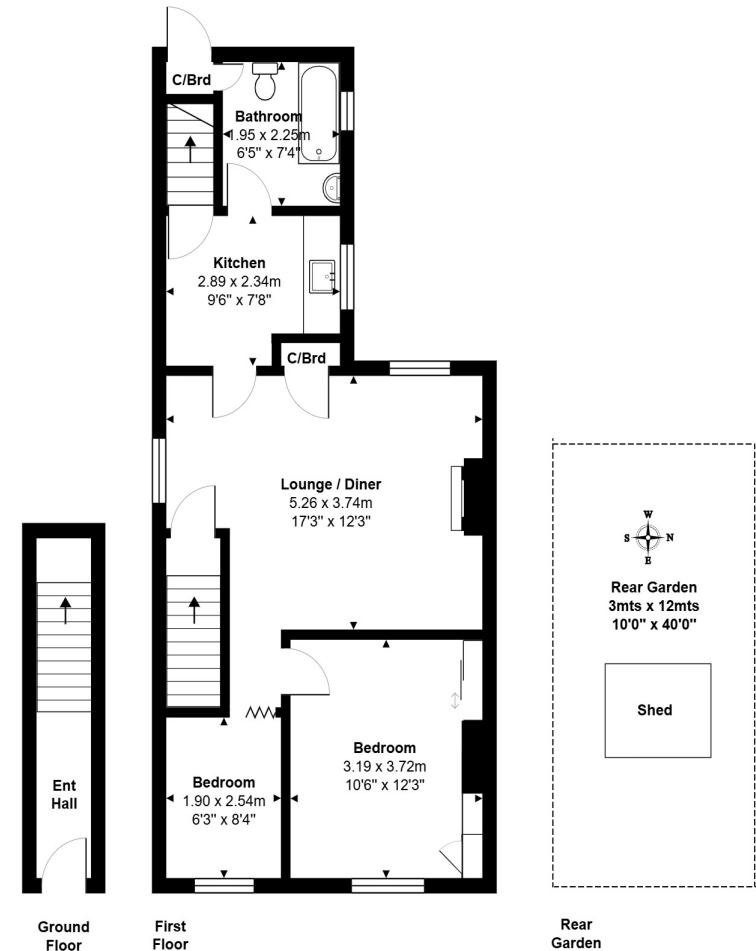 C/Brd
Bathroom
1.95 x 2.25m
6'5" x 7'4"
Kitchen
2.89 x 2.34m
9'6" x 7'8"
C/Brd
Lounge / Diner
5.26 x 3.74m
17'3" x 12'3"
W
S N
E
Rear Garden
3mts x 12mts
10'0" x 40'0"
Shed
Bedroom
3.19 x 3.72m
10'6" x 12'3"
Bedroom
1.90 x 2.54m
6'3" x 8'4"
Ent
Hall
Ground
Floor
First
Floor
Rear
Garden